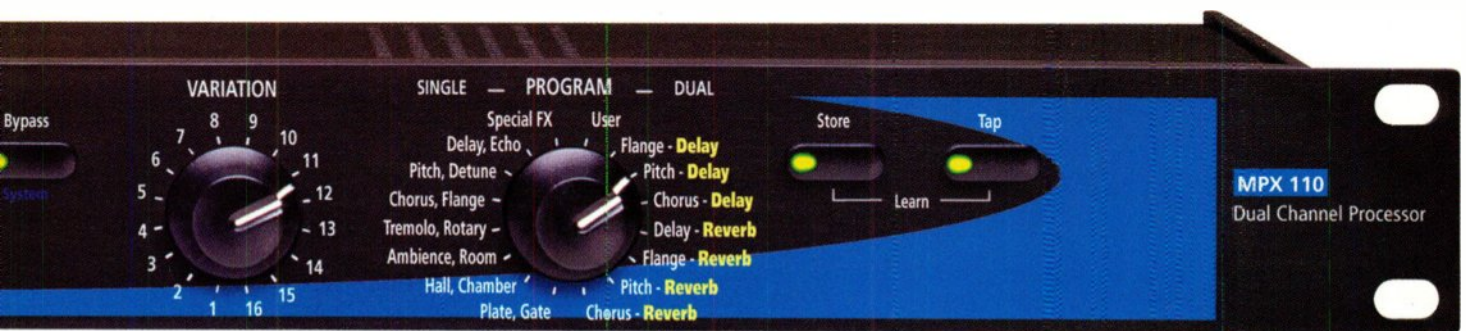 Bypass
System
VARIATION
1
2
3
4
5
6
7
8
9
10
11
12
13
14
15
16
SINGLE — PROGRAM — DUAL
Special FX
Delay, Echo
Pitch, Detune
Chorus, Flange
Tremolo, Rotary
Ambience, Room
Hall, Chamber
Plate, Gate
User
Flange - Delay
Pitch - Delay
Chorus - Delay
Delay - Reverb
Flange - Reverb
Pitch - Reverb
Chorus - Reverb
Store
Tap
Learn
MPX 110
Dual Channel Processor